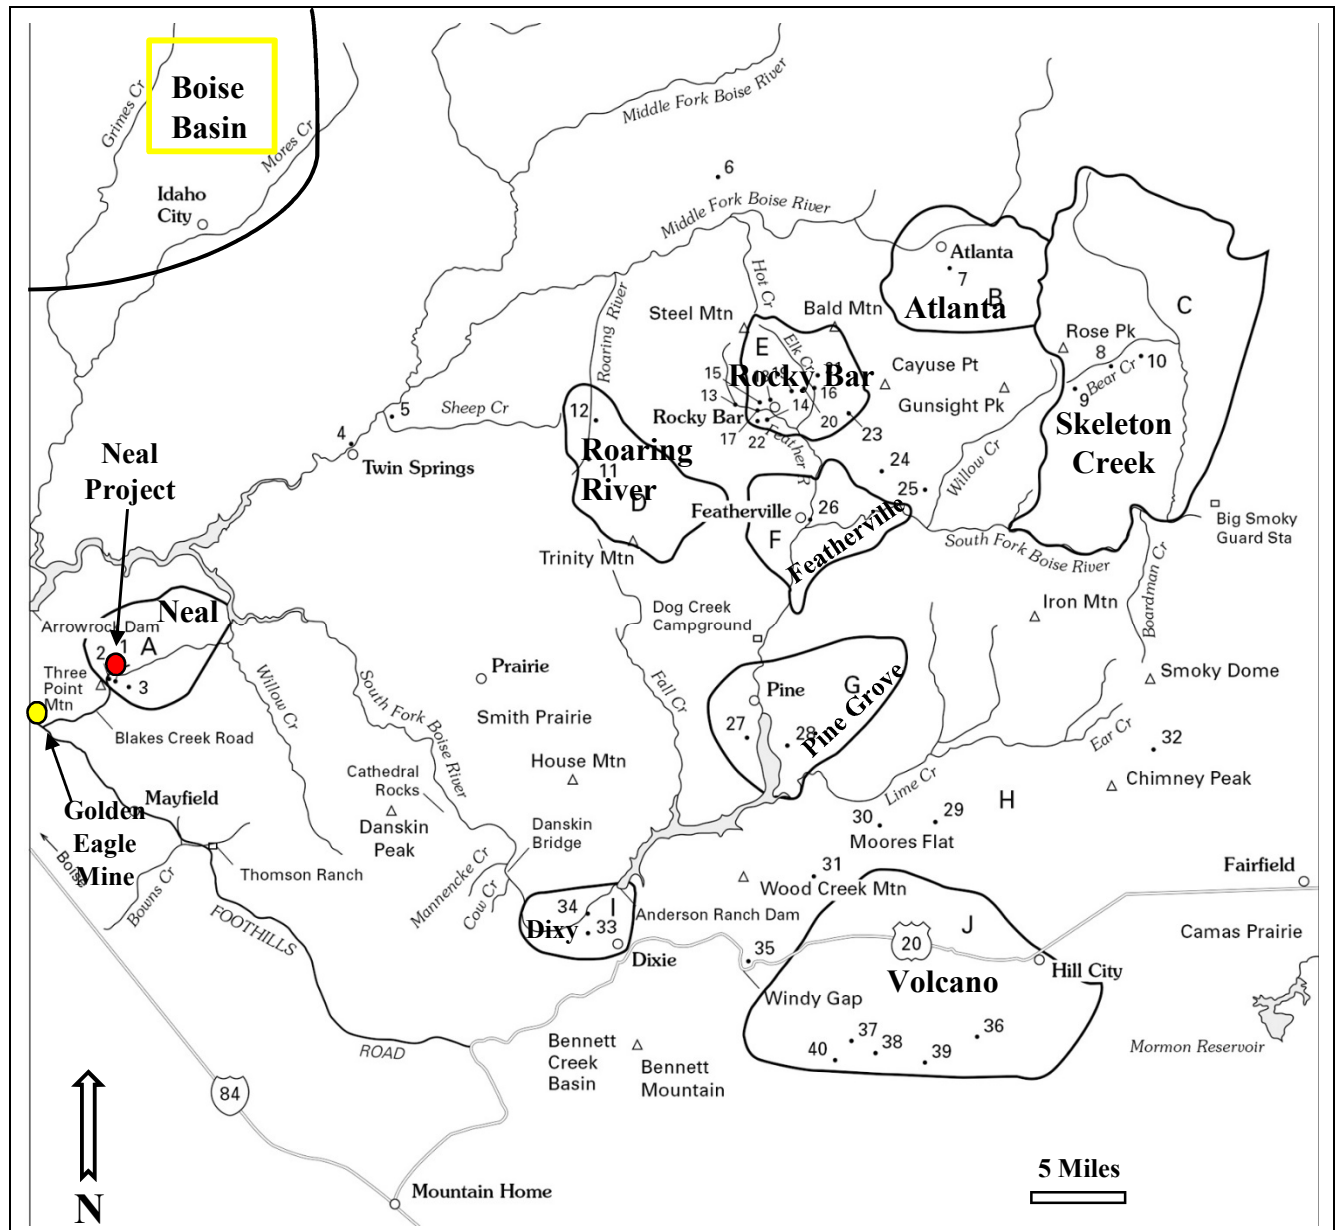 Boise
Basin
Grimes Cr
Mores Cr
Idaho
City
Middle Fork Boise River
6
Middle Fork Boise River
Atlanta
7
B
Atlanta
C
Hot Cr
Roaring River
Steel Mtn
Bald Mtn
Rose Pk
8
10
Bear Cr
9
E
Elk Cr
Cayuse Pt
Gunsight Pk
15
Rocky Bar
16
13
14
Rocky Bar
20
23
17
22
Feather R
Skeleton
Creek
5
Sheep Cr
12
4
Twin Springs
Roaring
River
11
D
24
25
Willow Cr
Neal
Project
Featherville
26
F
Featherville
Big Smoky
Guard Sta
South Fork Boise River
Trinity Mtn
Boardman Cr
Iron Mtn
Dog Creek
Campground
Neal
Arrowrock Dam
1
A
2
3
Three
Point
Mtn
Blakes Creek Road
Willow Cr
South Fork Boise River
Prairie
Smith Prairie
Fall Cr
Pine
G
27
28
Pine Grove
Smoky Dome
Ear Cr
32
Chimney Peak
House Mtn
Cathedral
Rocks
Danskin
Peak
Lime Cr
H
29
30
Moores Flat
Golden
Eagle
Mine
Mayfield
Boise
Thomson Ranch
Bowns Cr
Danskin
Bridge
Mannencke Cr
Cow Cr
31
Wood Creek Mtn
Fairfield
FOOTHILLS
34
I
Dixy
33
Anderson Ranch Dam
Dixie
35
Windy Gap
20
J
Volcano
Hill City
Camas Prairie
ROAD
Bennett
Creek
Basin
Bennett
Mountain
37
38
36
40
39
Mormon Reservoir
84
N
Mountain Home
5 Miles